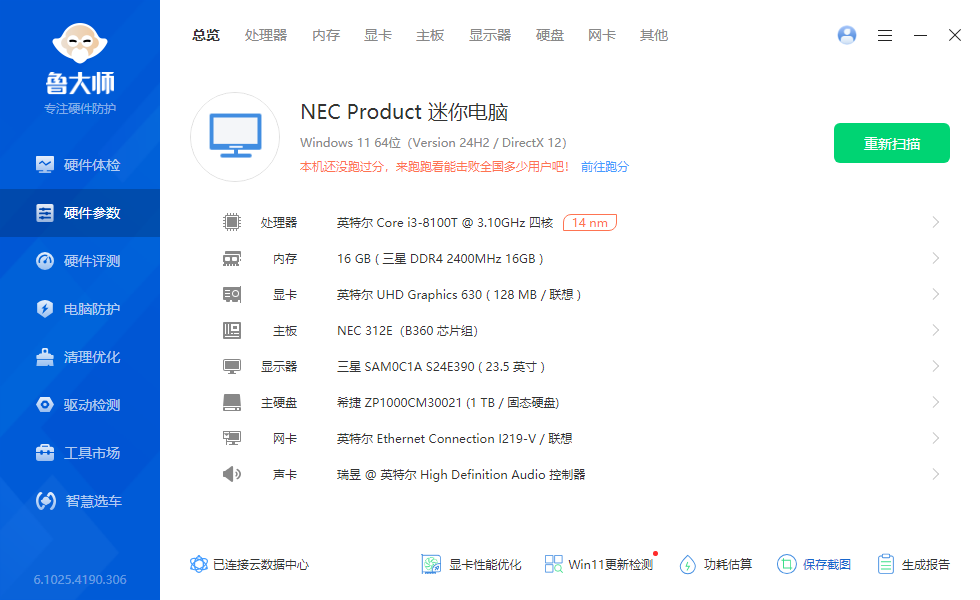 鲁大师
专注硬件防护
硬件体检
硬件参数
硬件评测
电脑防护
清理优化
驱动检测
工具市场
智慧选车
6.1025.4190.306
总览 处理器 内存 显卡 主板 显示器 硬盘 网卡 其他
NEC Product 迷你电脑
Windows 11 64位 (Version 24H2 / DirectX 12)
本机还没跑过分，来跑跑看能击败全国多少用户吧！ 前往跑分
重新扫描
处理器 英特尔 Core i3-8100T @ 3.10GHz 四核 14 nm
内存 16 GB ( 三星 DDR4 2400MHz 16GB )
显卡 英特尔 UHD Graphics 630 ( 128 MB / 联想 )
主板 NEC 312E（B360 芯片组)
显示器 三星 SAM0C1A S24E390 ( 23.5 英寸 )
主硬盘 希捷 ZP1000CM30021 (1 TB / 固态硬盘)
网卡 英特尔 Ethernet Connection I219-V / 联想
声卡 瑞昱 @ 英特尔 High Definition Audio 控制器
已连接云数据中心 显卡性能优化 Win11更新检测 功耗估算 保存截图 生成报告